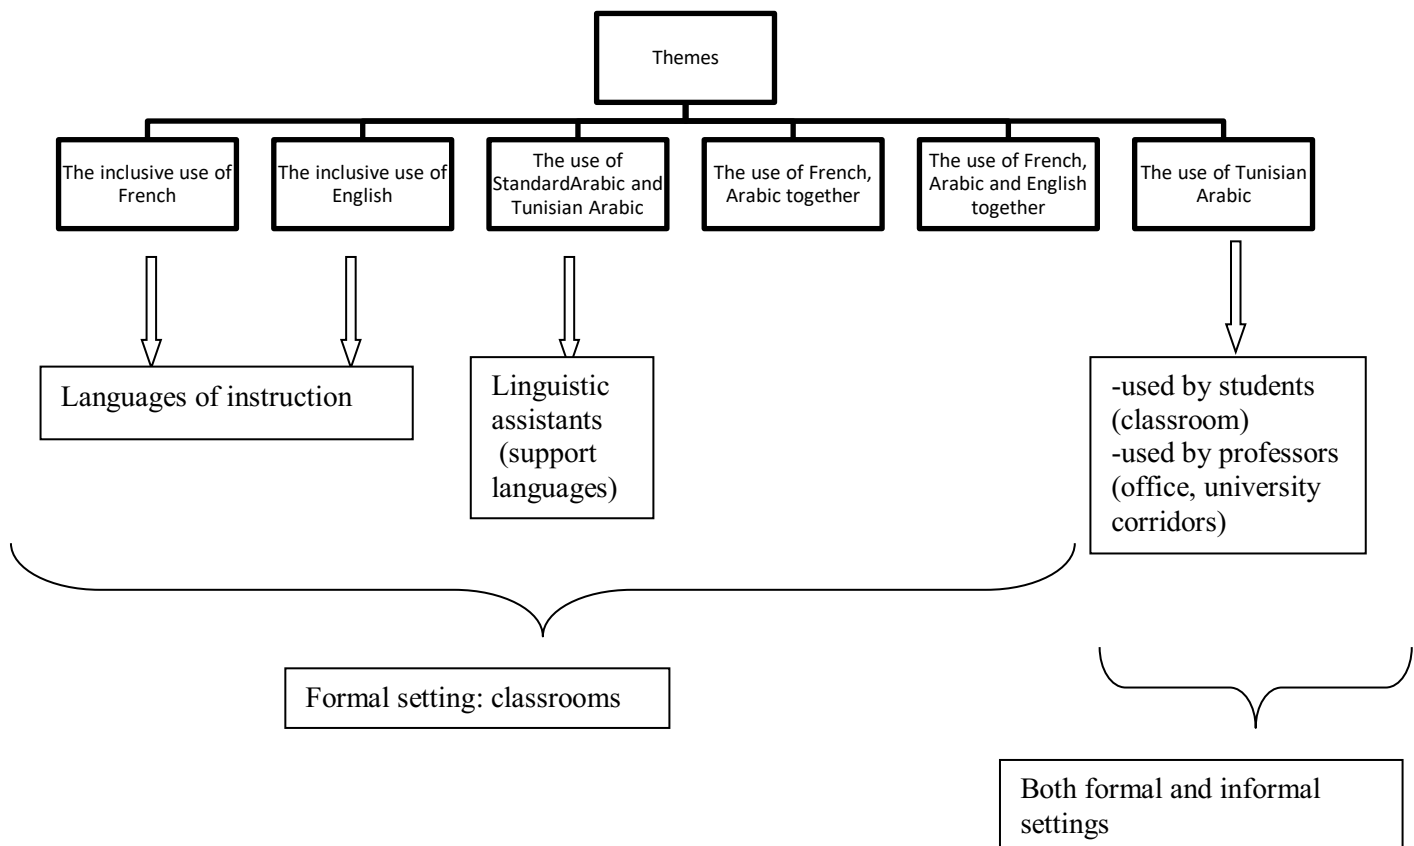 Themes
The inclusive use of
French
The inclusive use of
English
The use of
StandardArabic and
Tunisian Arabic
The use of French,
Arabic together
The use of French,
Arabic and English
together
The use of Tunisian
Arabic
Languages of instruction
Linguistic
assistants
(support
languages)
-used by students
(classroom)
-used by professors
(office, university
corridors)
Formal setting: classrooms
Both formal and informal
settings